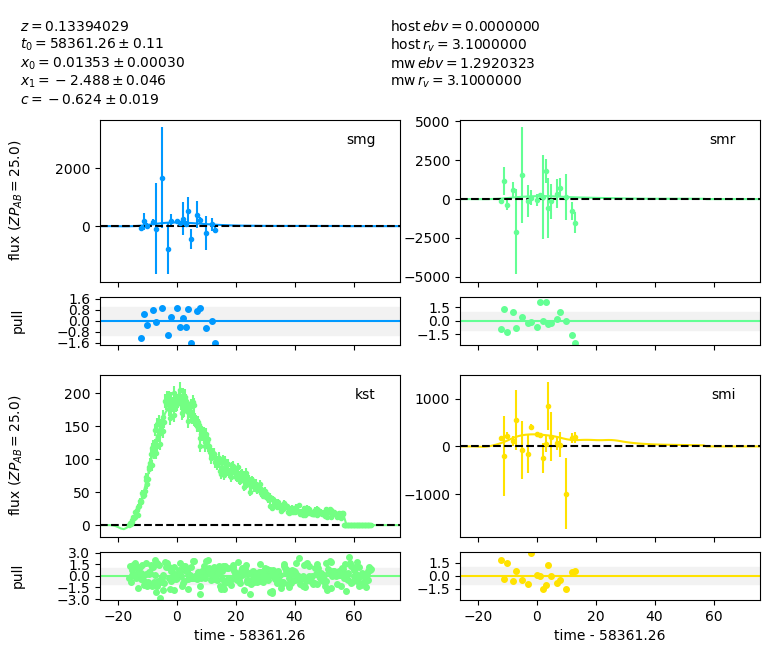 z = 0.13394029
t0 = 58361.26 ± 0.11
x0 = 0.01353 ± 0.00030
x1 = −2.488 ± 0.046
c = −0.624 ± 0.019
host ebv = 0.0000000
host rv = 3.1000000
mw ebv = 1.2920323
mw rv = 3.1000000
flux (ZPAB = 25.0)
2000
0
smg
5000
2500
0
−2500
−5000
smr
pull
1.6
0.8
0.0
−0.8
−1.6
1.5
0.0
−1.5
flux (ZPAB = 25.0)
200
150
100
50
0
kst
1000
0
−1000
smi
pull
3.0
1.5
0.0
−1.5
−3.0
−20 0 20 40 60
time - 58361.26
1.5
0.0
−1.5
−20 0 20 40 60
time - 58361.26